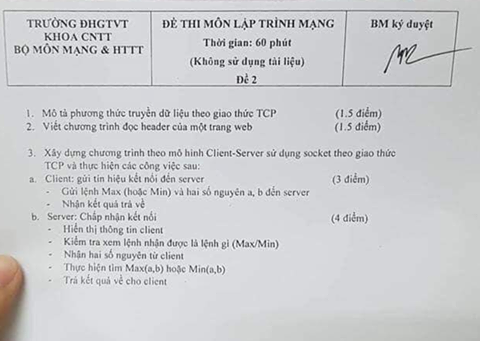 TRƯỜNG ĐHGTVT
KHOA CNTT
BỘ MÔN MẠNG & HTTT
ĐỀ THI MÔN LẬP TRÌNH MẠNG
Thời gian: 60 phút
(Không sử dụng tài liệu)
Đề 2
BM ký duyệt
1. Mô tả phương thức truyền dữ liệu theo giao thức TCP (1.5 điểm)
2. Viết chương trình đọc header của một trang web (1.5 điểm)
3. Xây dựng chương trình theo mô hình Client-Server sử dụng socket theo giao thức
TCP và thực hiện các công việc sau:
a. Client: gửi tín hiệu kết nối đến server (3 điểm)
- Gửi lệnh Max (hoặc Min) và hai số nguyên a, b đến server
- Nhận kết quả trả về
b. Server: Chấp nhận kết nối (4 điểm)
- Hiển thị thông tin client
- Kiểm tra xem lệnh nhận được là lệnh gì (Max/Min)
- Nhận hai số nguyên từ client
- Thực hiện tìm Max(a,b) hoặc Min(a,b)
- Trả kết quả về cho client